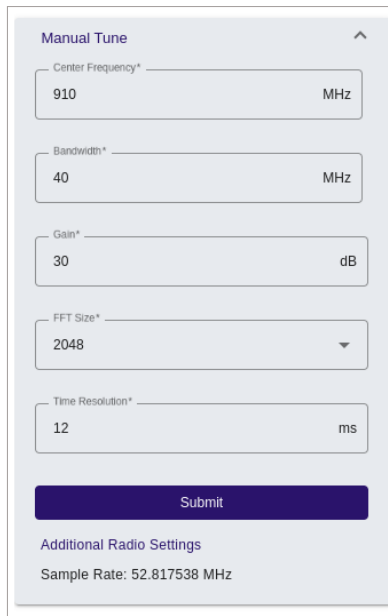 Manual Tune
Center Frequency*
910 MHz
Bandwidth*
40 MHz
Gain*
30 dB
FFT Size*
2048
Time Resolution*
12 ms
Submit
Additional Radio Settings
Sample Rate: 52.817538 MHz